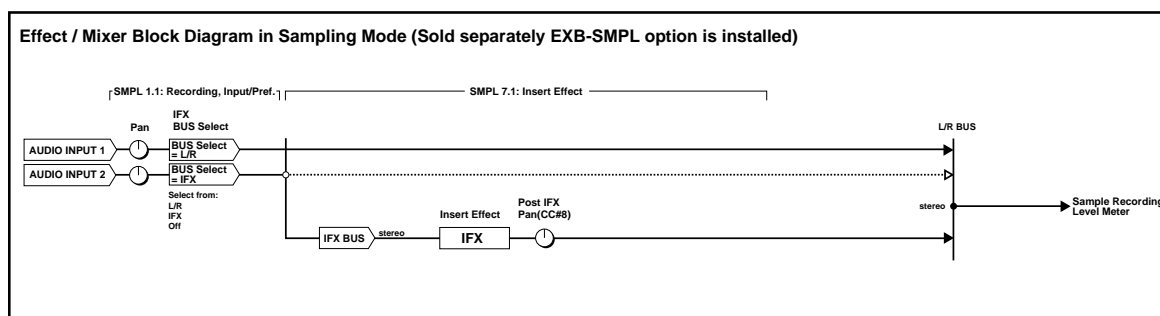 Effect / Mixer Block Diagram in Sampling Mode (Sold separately EXB-SMPL option is installed)
SMPL 1.1: Recording, Input/Pref.
SMPL 7.1: Insert Effect
IFX
BUS Select
Pan
L/R BUS
AUDIO INPUT 1
BUS Select
= L/R
AUDIO INPUT 2
BUS Select
= IFX
Select from:
L/R
IFX
Off
stereo
Sample Recording
Level Meter
Insert Effect
Post IFX
Pan(CC#8)
IFX BUS
stereo
IFX